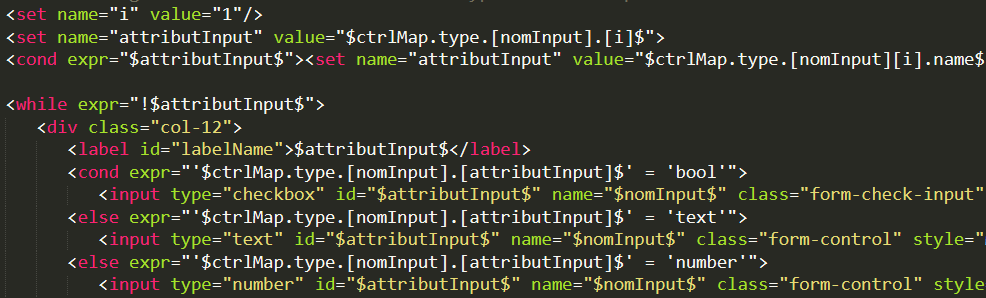 <set name="i" value="1"/>
<set name="attributInput" value="$ctrlMap.type.[nomInput].[i]$">
<cond expr="$attributInput$"><set name="attributInput" value="$ctrlMap.type.[nomInput][i].name$
<while expr="!$attributInput$">
<div class="col-12">
<label id="labelName">$attributInput$</label>
<cond expr="'$ctrlMap.type.[nomInput].[attributInput]$' = 'bool'">
<input type="checkbox" id="$attributInput$" name="$nomInput$" class="form-check-input"
<else expr="'$ctrlMap.type.[nomInput].[attributInput]$' = 'text'">
<input type="text" id="$attributInput$" name="$nomInput$" class="form-control" style=
<else expr="'$ctrlMap.type.[nomInput].[attributInput]$' = 'number'">
<input type="number" id="$attributInput$" name="$nomInput$" class="form-control" style